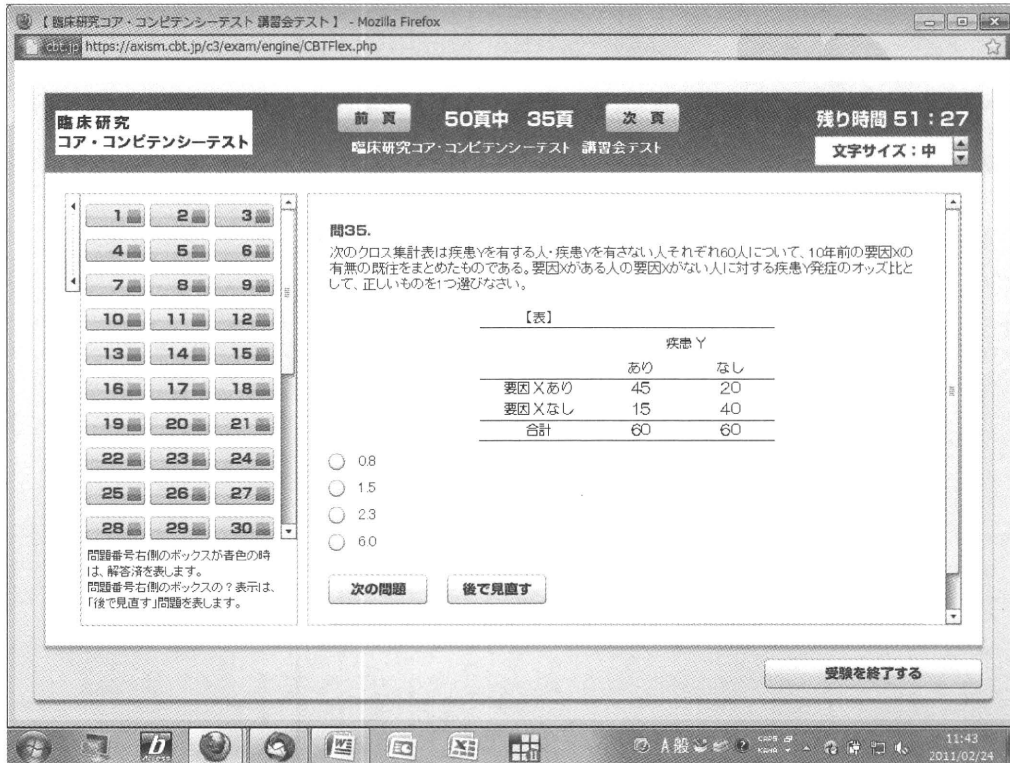 【 臨床研究コア・コンピテンシーテスト 講習会テスト 】 - Mozilla Firefox
cbt.jp https://axism.cbt.jp/c3/exam/engine/CBTFlex.php
臨床研究
コア・コンピテンシーテスト
前 頁 50頁中 35頁 次 頁
臨床研究コア・コンピテンシーテスト 講習会テスト
残り時間 51：27
文字サイズ：中
1 2 3
4 5 6
7 8 9
10 11 12
13 14 15
16 17 18
19 20 21
22 23 24
25 26 27
28 29 30
問題番号右側のボックスが青色の時
は、解答済を表します。
問題番号右側のボックスの？表示は、
「後で見直す」問題を表します。
問35.
次のクロス集計表は疾患Yを有する人・疾患Yを有さない人それぞれ60人について、10年前の要因Xの
有無の既往をまとめたものである。要因Xがある人の要因Xがない人に対する疾患Y発症のオッズ比と
して、正しいものを1つ選びなさい。
【表】
疾患 Y
あり なし
要因 X あり 45 20
要因 X なし 15 40
合計 60 60
0.8
1.5
2.3
6.0
次の問題 後で見直す
受験を終了する
A 般 CAPS KANA
11:43
2011/02/24